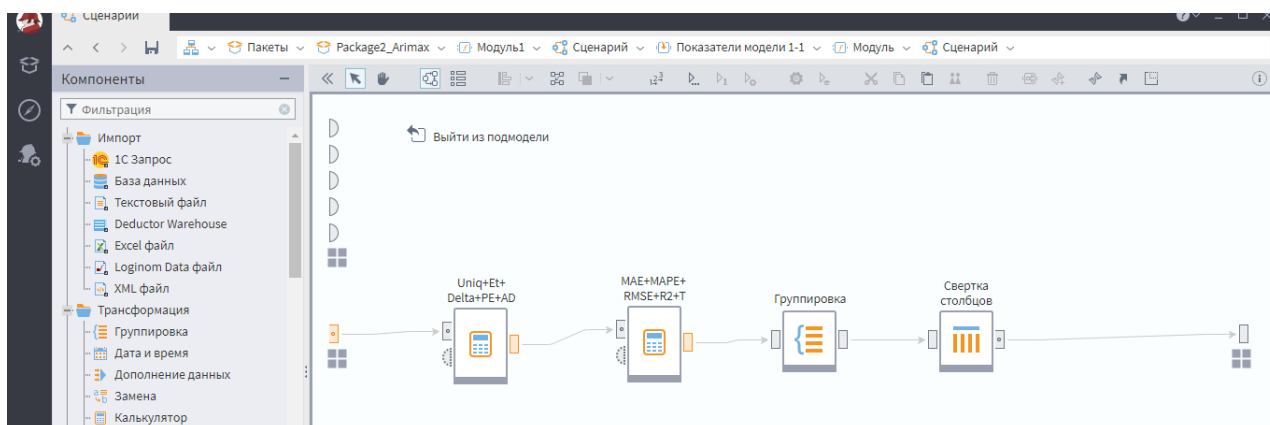 Сценарии
Пакеты
Package2_Arimax
Модуль1
Сценарий
Показатели модели 1-1
Модуль
Сценарий
Компоненты
Фильтрация
Импорт
1С Запрос
База данных
Текстовый файл
Deductor Warehouse
Excel файл
Loginom Data файл
XML файл
Трансформация
Группировка
Дата и время
Дополнение данных
Замена
Калькулятор
Выйти из подмодели
Uniq+Et+
Delta+PE+AD
MAE+MAPE+
RMSE+R2+T
Группировка
Свертка
столбцов